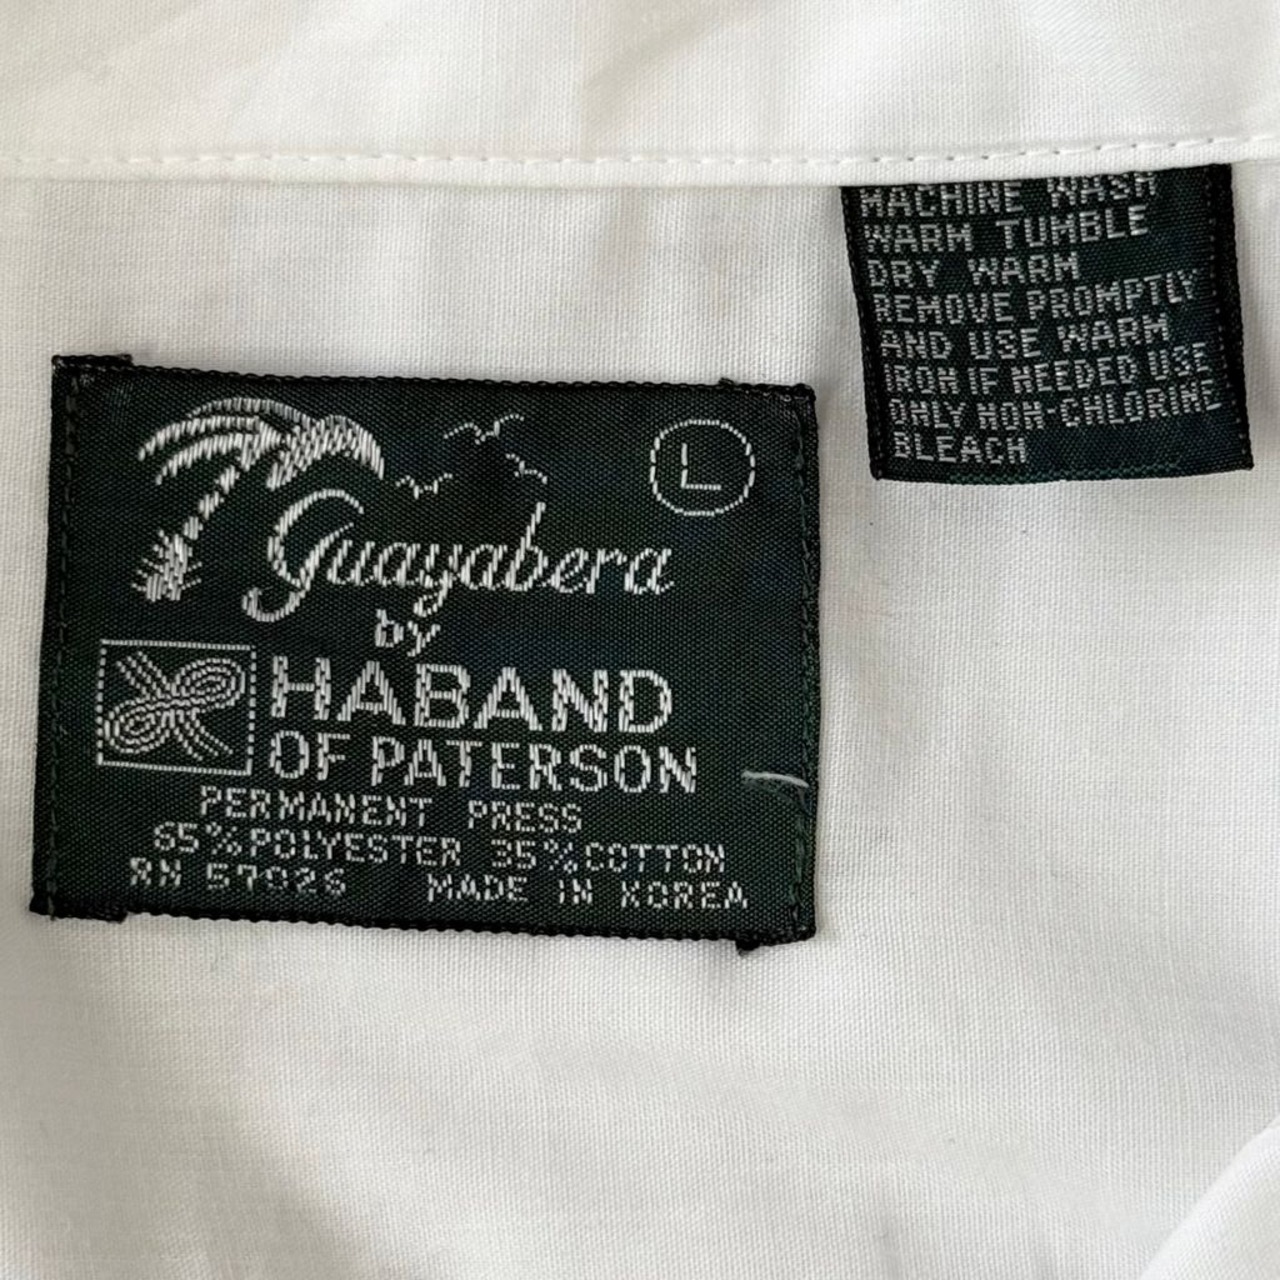 L
Guayabera
by
HABAND
OF PATERSON
PERMANENT PRESS
65% POLYESTER 35% COTTON
RN 57026 MADE IN KOREA
MACHINE WASH
WARM TUMBLE
DRY WARM
REMOVE PROMPTLY
AND USE WARM
IRON IF NEEDED USE
ONLY NON-CHLORINE
BLEACH